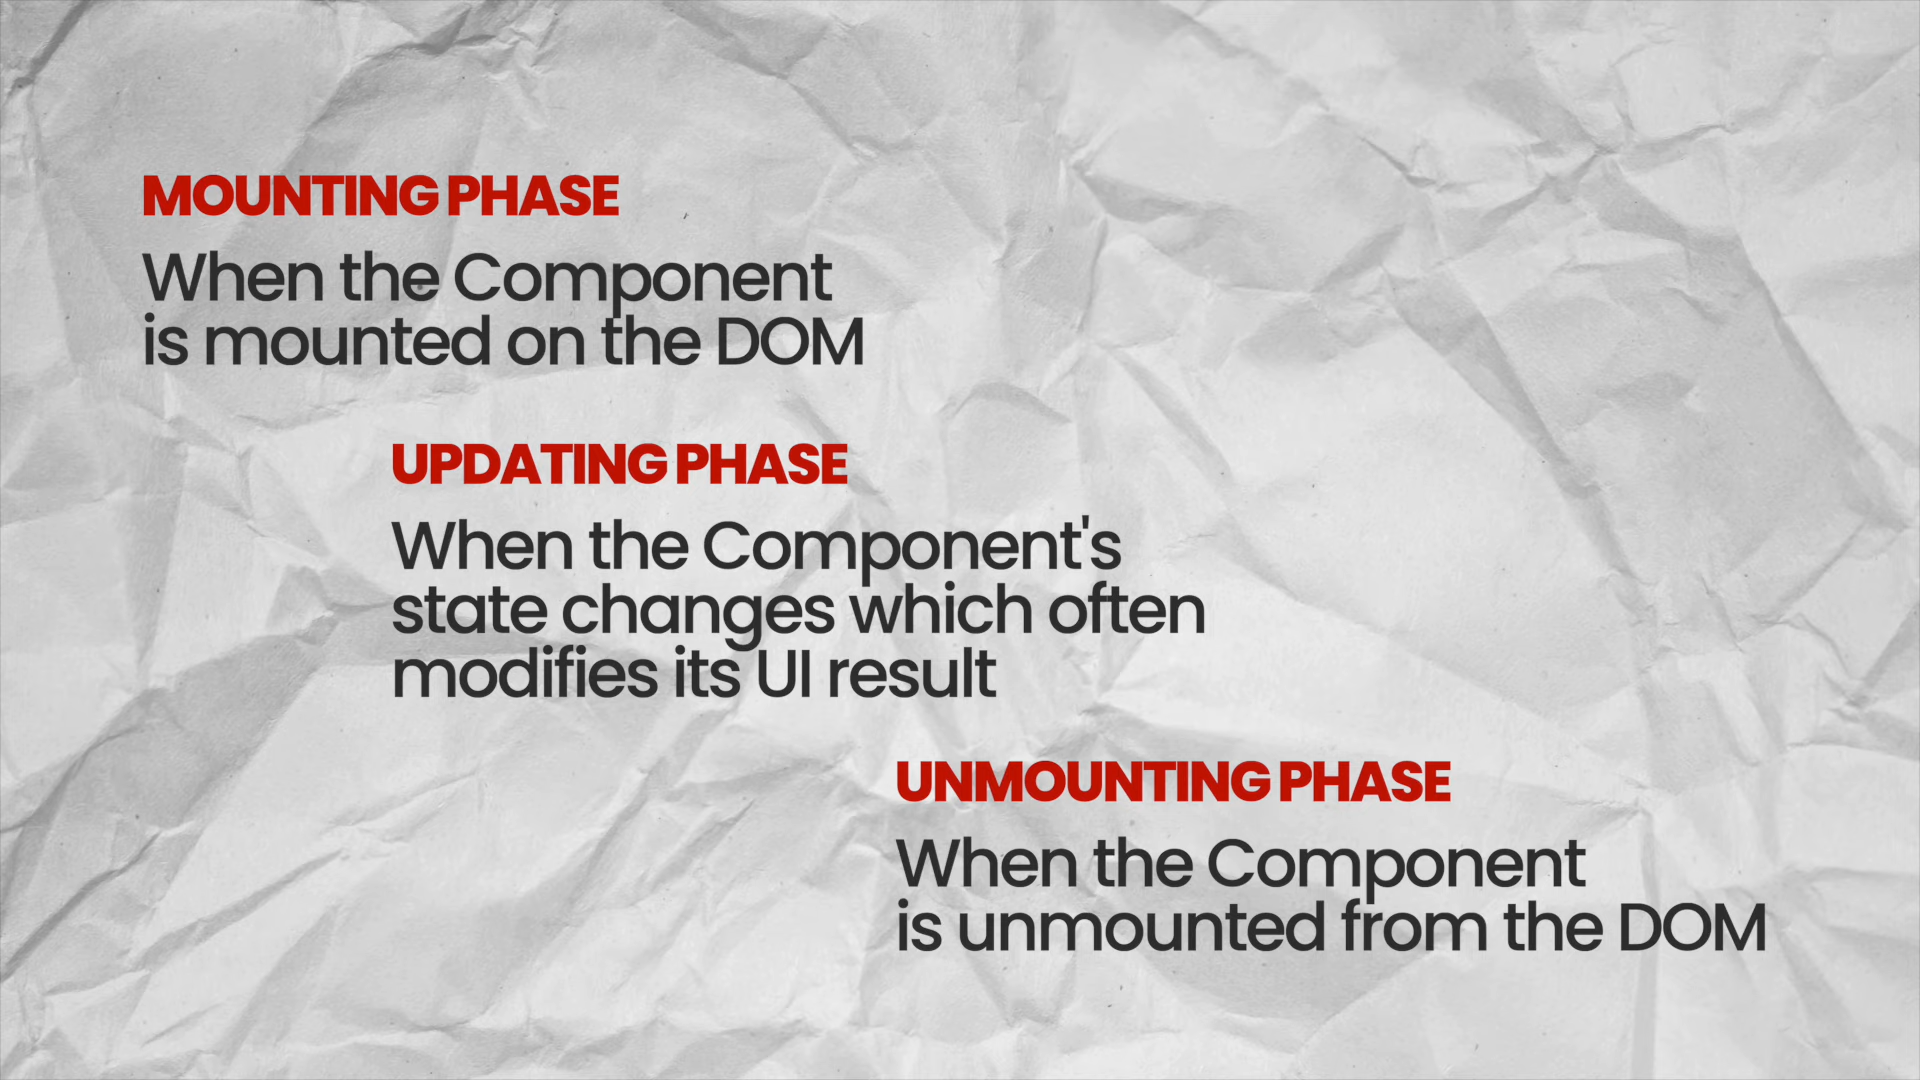 MOUNTING PHASE
When the Component
is mounted on the DOM
UPDATING PHASE
When the Component's
state changes which often
modifies its UI result
UNMOUNTING PHASE
When the Component
is unmounted from the DOM